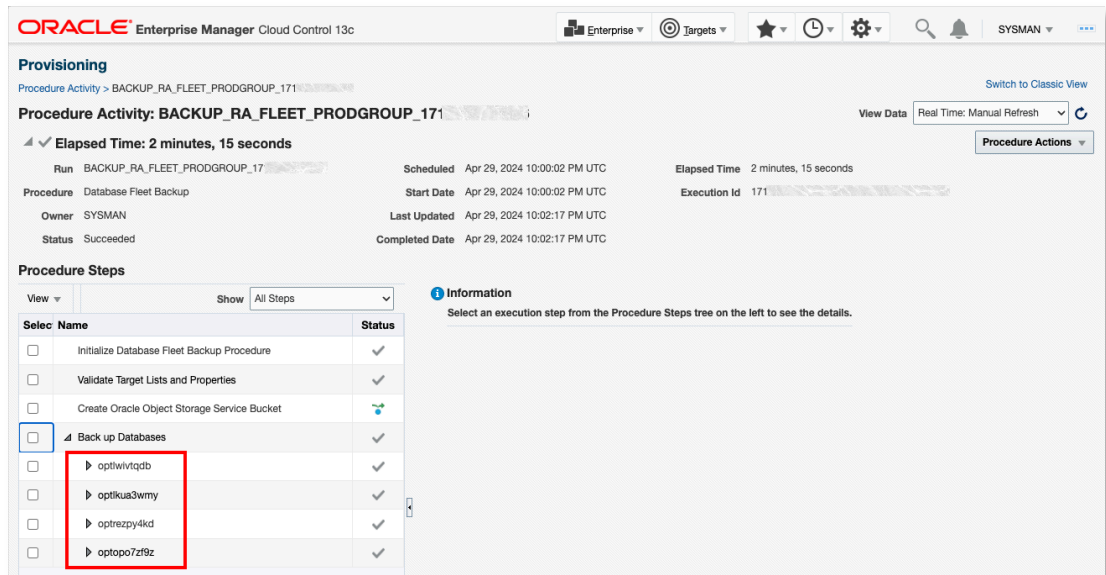 ORACLE Enterprise Manager Cloud Control 13c Enterprise Targets SYSMAN
Provisioning
Procedure Activity > BACKUP_RA_FLEET_PRODGROUP_171 Switch to Classic View
Procedure Activity: BACKUP_RA_FLEET_PRODGROUP_171 View Data Real Time: Manual Refresh
Elapsed Time: 2 minutes, 15 seconds Procedure Actions
Run BACKUP_RA_FLEET_PRODGROUP_17 Scheduled Apr 29, 2024 10:00:02 PM UTC Elapsed Time 2 minutes, 15 seconds
Procedure Database Fleet Backup Start Date Apr 29, 2024 10:00:02 PM UTC Execution Id 171
Owner SYSMAN Last Updated Apr 29, 2024 10:02:17 PM UTC
Status Succeeded Completed Date Apr 29, 2024 10:02:17 PM UTC
Procedure Steps
View Show All Steps
Information
Select an execution step from the Procedure Steps tree on the left to see the details.
Selec Name Status
Initialize Database Fleet Backup Procedure
Validate Target Lists and Properties
Create Oracle Object Storage Service Bucket
Back up Databases
optlwivtqdb
optlkua3wmy
optrezpy4kd
optopo7zf9z